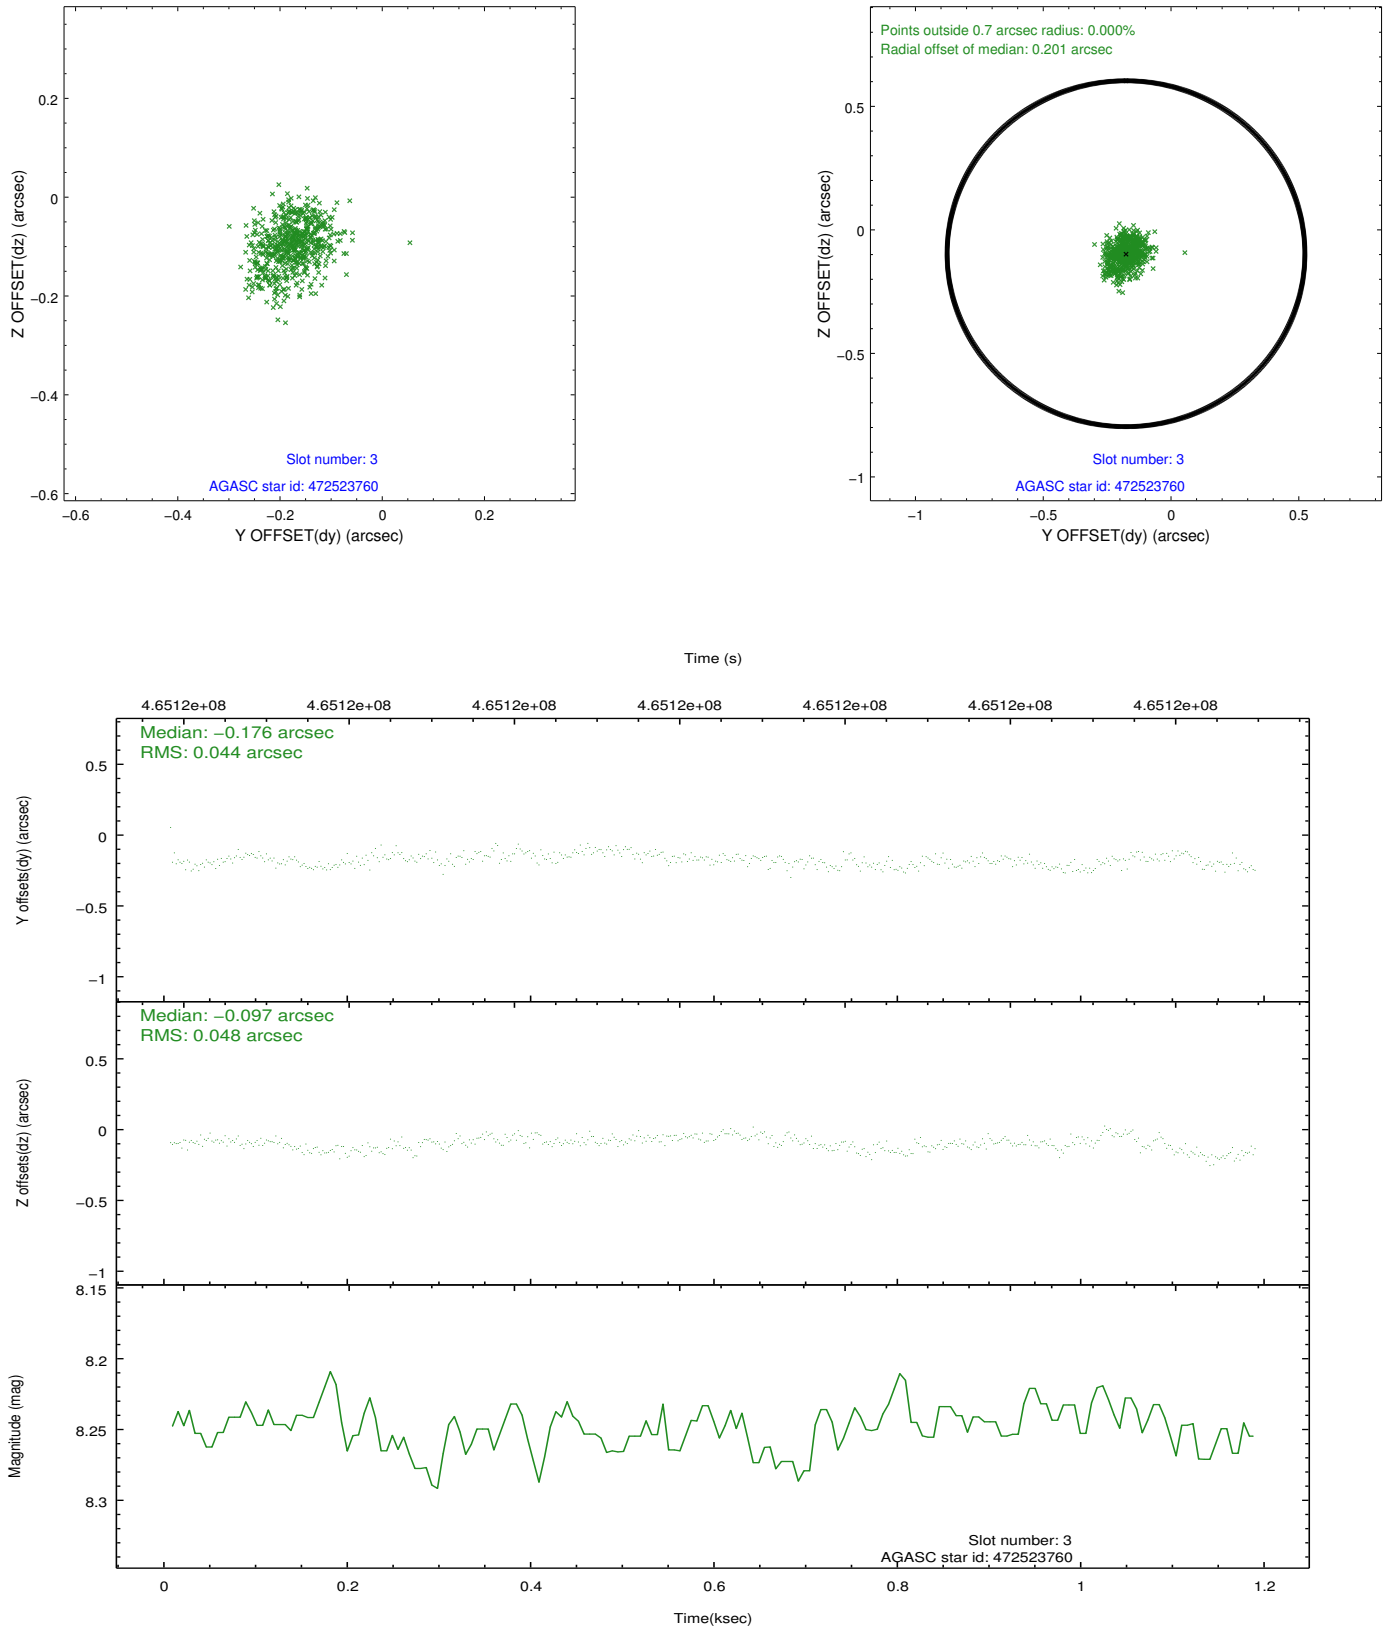 0.2
0
−0.2
−0.4
−0.6
Z OFFSET(dz) (arcsec)
Slot number: 3
AGASC star id: 472523760
−0.6 −0.4 −0.2 0 0.2
Y OFFSET(dy) (arcsec)
Points outside 0.7 arcsec radius: 0.000%
Radial offset of median: 0.201 arcsec
0.5
0
−0.5
−1
Z OFFSET(dz) (arcsec)
Slot number: 3
AGASC star id: 472523760
−1 −0.5 0 0.5
Y OFFSET(dy) (arcsec)
Time (s)
4.6512e+08 4.6512e+08 4.6512e+08 4.6512e+08 4.6512e+08 4.6512e+08 4.6512e+08
Median: −0.176 arcsec
RMS: 0.044 arcsec
0.5
0
−0.5
−1
Y offsets(dy) (arcsec)
Median: −0.097 arcsec
RMS: 0.048 arcsec
0.5
0
−0.5
−1
Z offsets(dz) (arcsec)
8.15
8.2
8.25
8.3
Magnitude (mag)
Slot number: 3
AGASC star id: 472523760
0 0.2 0.4 0.6 0.8 1 1.2
Time(ksec)